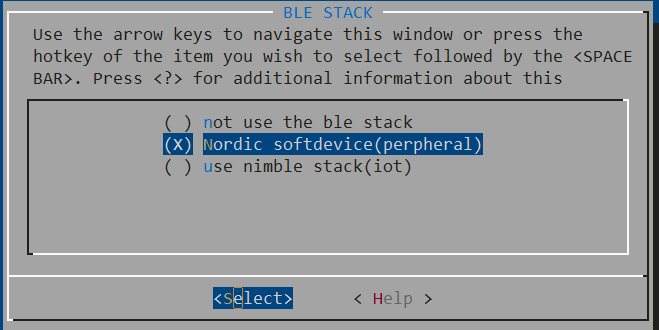 BLE STACK
Use the arrow keys to navigate this window or press the
hotkey of the item you wish to select followed by the <SPACE
BAR>. Press <?> for additional information about this
( ) not use the ble stack
(X) Nordic softdevice(perpheral)
( ) use nimble stack(iot)
<Select> < Help >